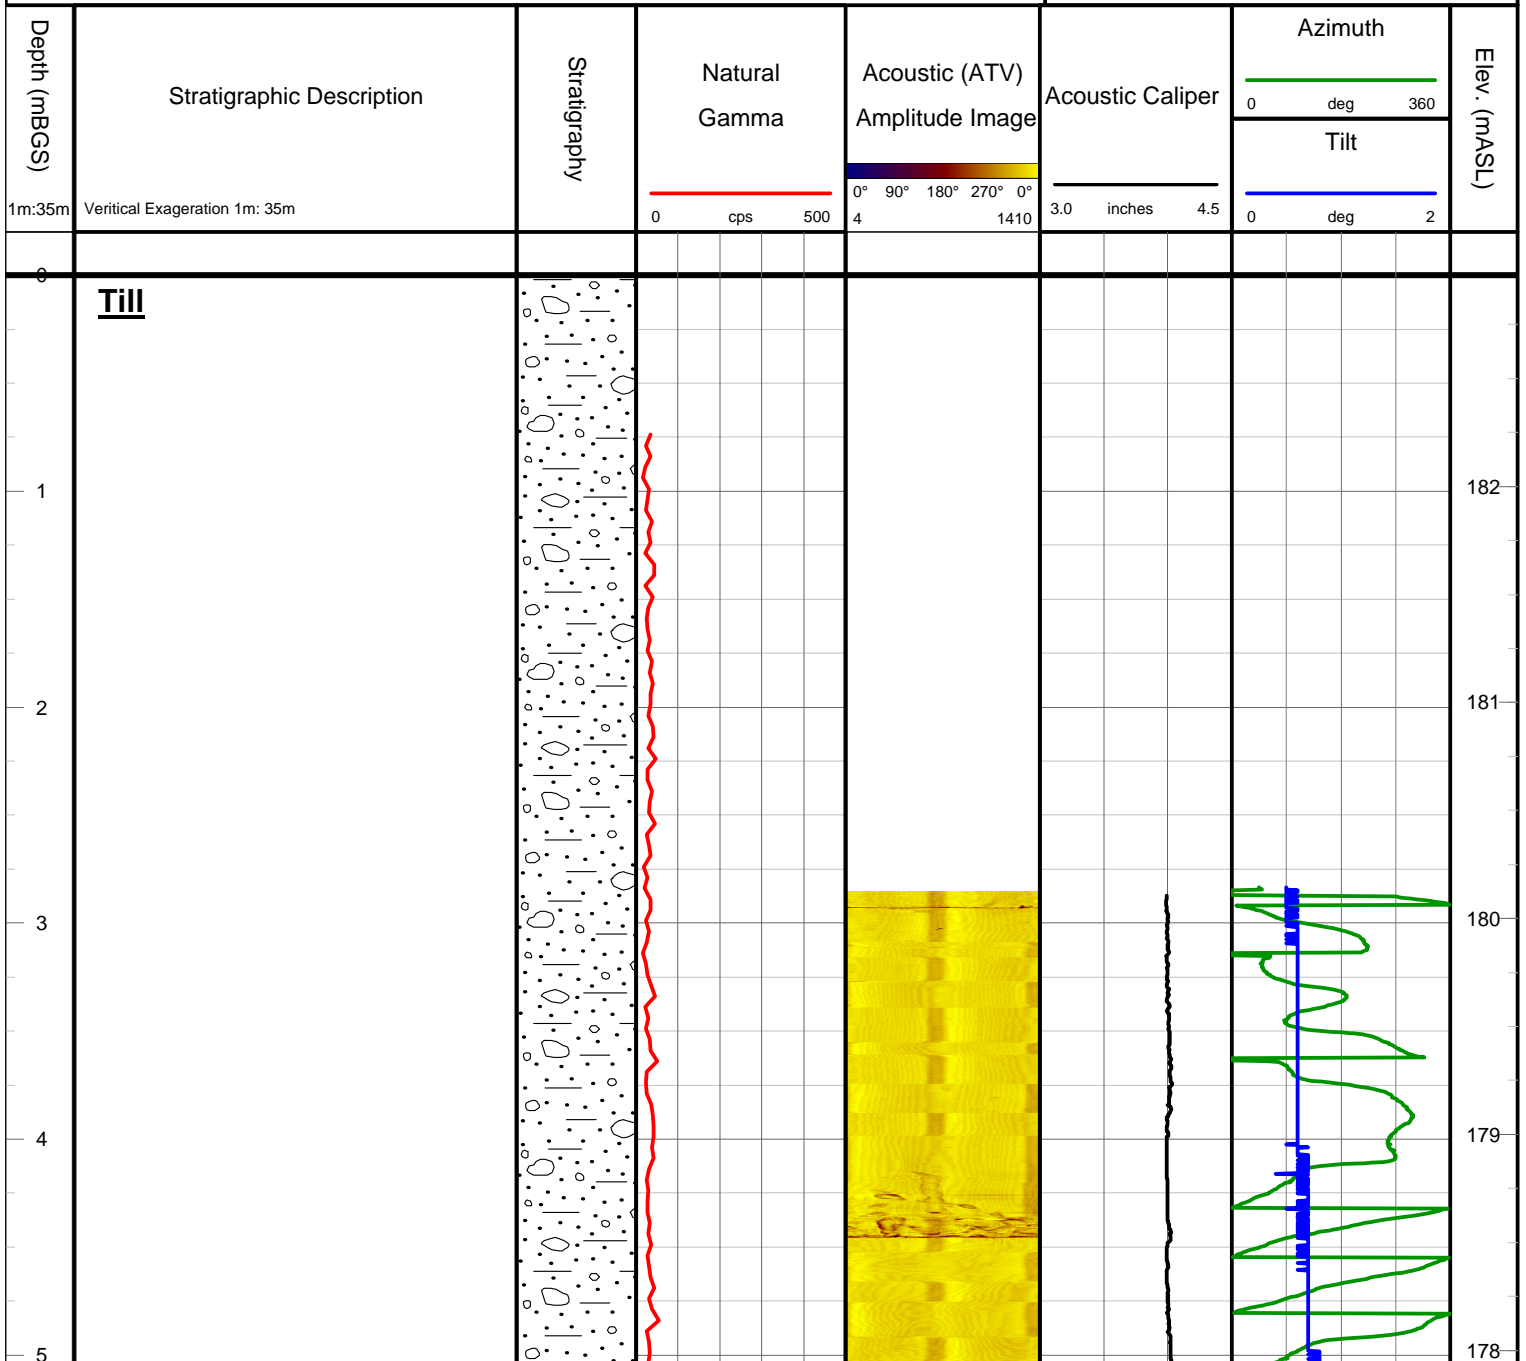 Depth (mBGS)
1m:35m
Stratigraphic Description
Veritical Exageration 1m: 35m
Stratigraphy
Natural
Gamma
0 cps 500
Acoustic (ATV)
Amplitude Image
0° 90° 180° 270° 0°
4 1410
Acoustic Caliper
3.0 inches 4.5
Azimuth
0 deg 360
Tilt
0 deg 2
Elev. (mASL)
0
Till
1
182
2
181
3
180
4
179
5
178